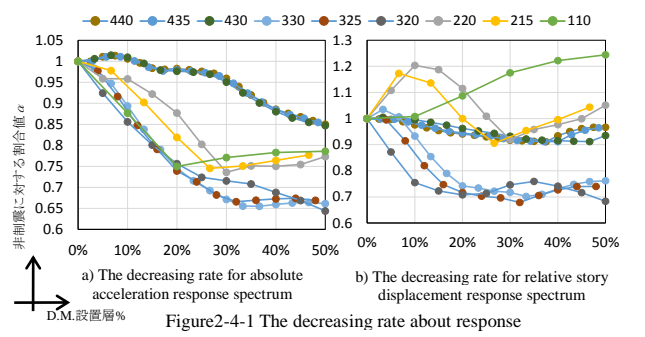 440 435 430 330 325 320 220 215 110
1.05
1
0.95
0.9
0.85
0.8
0.75
0.7
0.65
0.6
0% 10% 20% 30% 40% 50%
1.3
1.2
1.1
1
0.9
0.8
0.7
0.6
0% 10% 20% 30% 40% 50%
非制震に対する割合値 α
a) The decreasing rate for absolute
acceleration response spectrum
b) The decreasing rate for relative story
displacement response spectrum
D.M.設置層%
Figure2-4-1 The decreasing rate about response